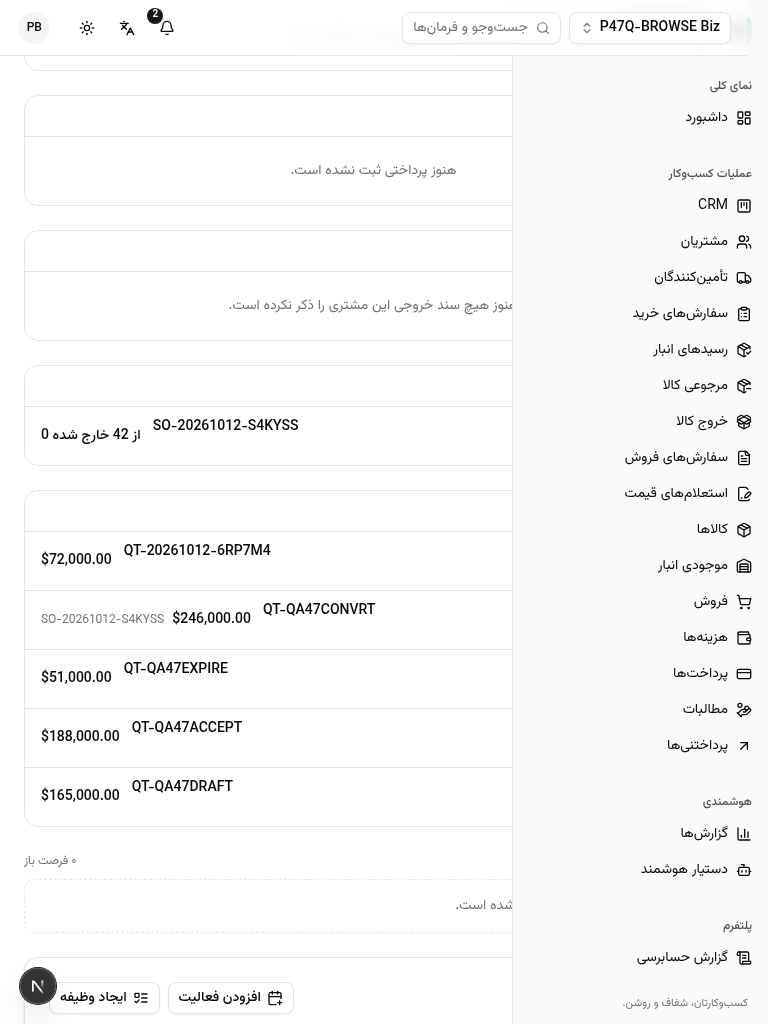 P47Q-BROWSE Biz
جست‌وجو و فرمان‌ها
2
PB
نمای کلی
داشبورد
عملیات کسب‌وکار
CRM
مشتریان
تأمین‌کنندگان
سفارش‌های خرید
رسیدهای انبار
مرجوعی کالا
خروج کالا
سفارش‌های فروش
استعلام‌های قیمت
کالاها
موجودی انبار
فروش
هزینه‌ها
پرداخت‌ها
مطالبات
پرداختنی‌ها
هوشمندی
گزارش‌ها
دستیار هوشمند
پلتفرم
گزارش حسابرسی
کسب‌وکارتان، شفاف و روشن.
هنوز پرداختی ثبت نشده است.
هنوز هیچ سند خروجی این مشتری را ذکر نکرده است.
SO-20261012-S4KYSS
0 از 42 خارج شده
QT-20261012-6RP7M4
$72,000.00
QT-QA47CONVRT
$246,000.00
SO-20261012-S4KYSS
QT-QA47EXPIRE
$51,000.00
QT-QA47ACCEPT
$188,000.00
QT-QA47DRAFT
$165,000.00
۰ فرصت باز
شده است.
افزودن فعالیت
ایجاد وظیفه
N